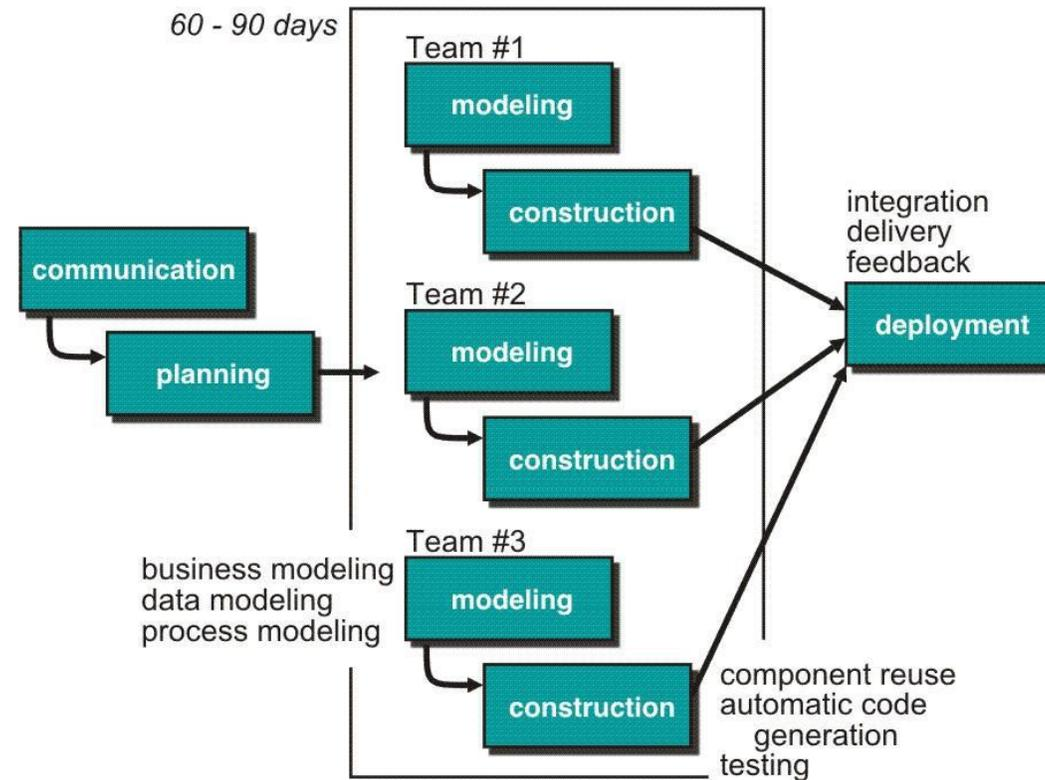 60 - 90 days
Team #1
modeling
construction
communication
planning
Team #2
modeling
construction
integration
delivery
feedback
deployment
Team #3
business modeling
data modeling
process modeling
modeling
construction
component reuse
automatic code
generation
testing